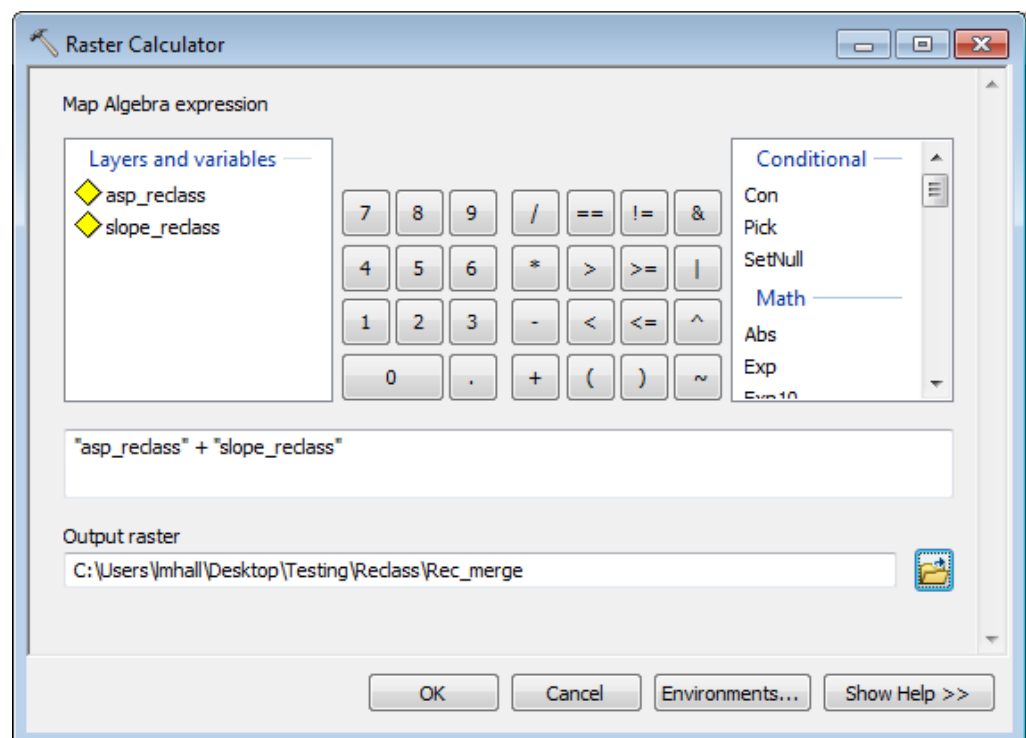 Raster Calculator
Map Algebra expression
Layers and variables
asp_reclass
slope_reclass
7 8 9 / == != &
4 5 6 * > >= |
1 2 3 - < <= ^
0 . + ( ) ~
Conditional
Con
Pick
SetNull
Math
Abs
Exp
Exp10
"asp_reclass" + "slope_reclass"
Output raster
C:\Users\lmhall\Desktop\Testing\Reclass\Rec_merge
OK Cancel Environments... Show Help >>